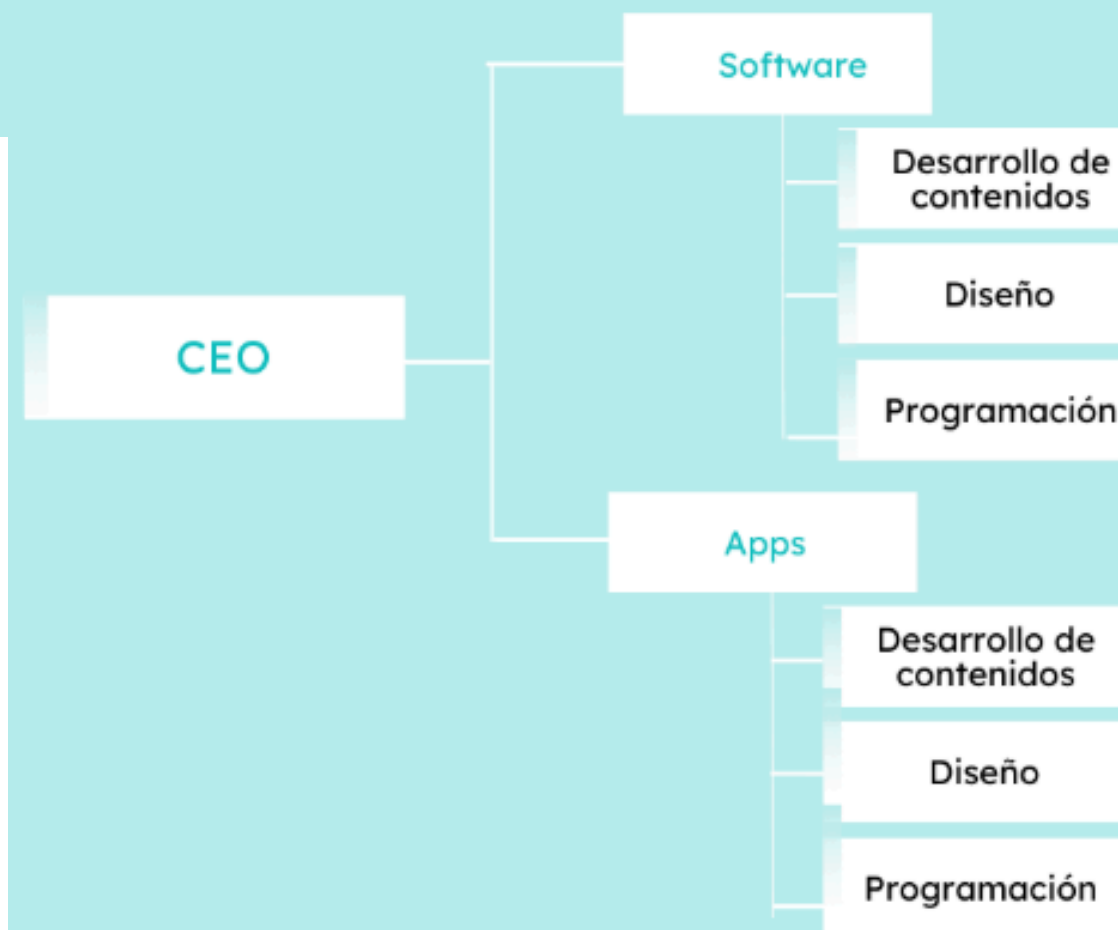 Software
Desarrollo de
contenidos
Diseño
CEO
Programación
Apps
Desarrollo de
contenidos
Diseño
Programación